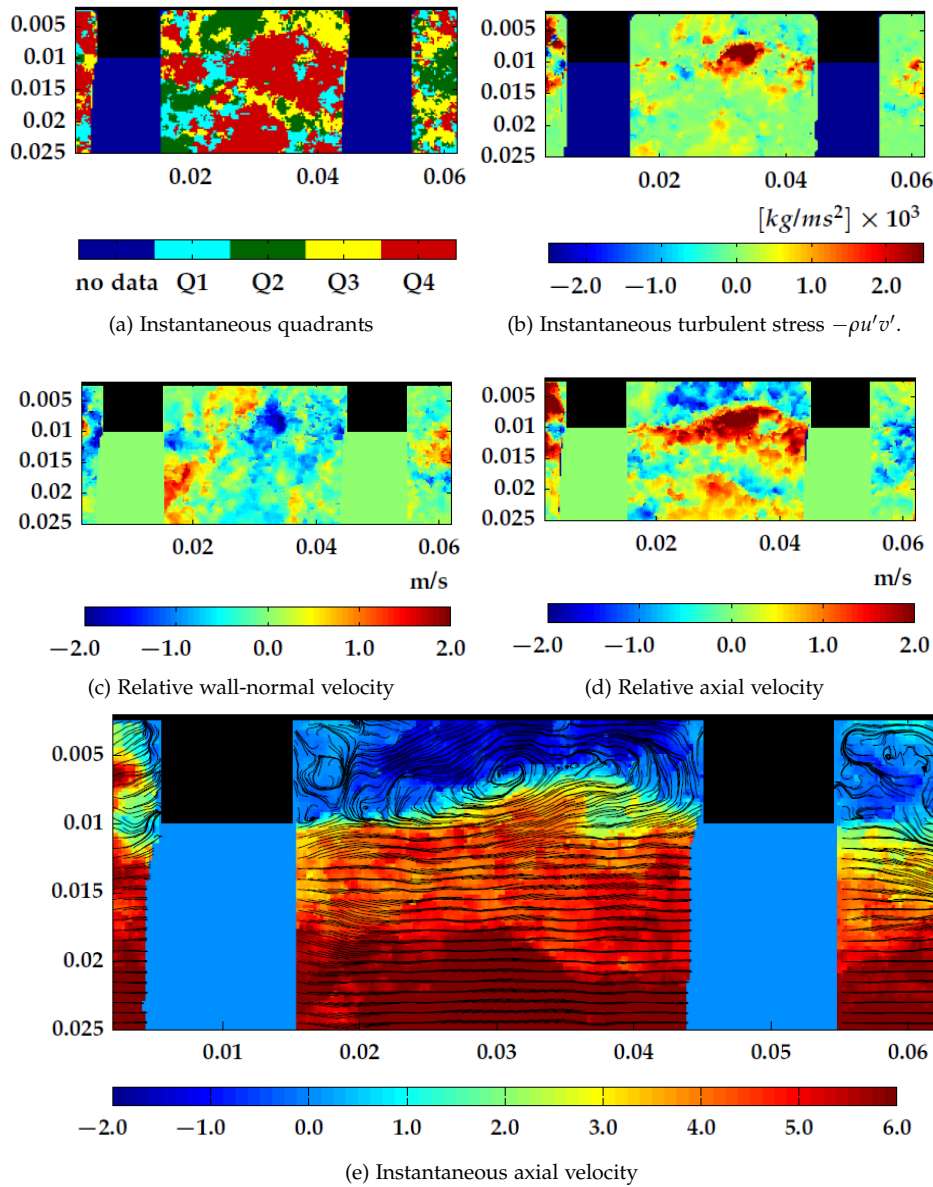 0.005
0.01
0.015
0.02
0.025
0.02 0.04 0.06
no data Q1 Q2 Q3 Q4
(a) Instantaneous quadrants
0.005
0.01
0.015
0.02
0.025
0.02 0.04 0.06
[kg/ms²] × 10³
−2.0 −1.0 0.0 1.0 2.0
(b) Instantaneous turbulent stress −ρu′v′.
0.005
0.01
0.015
0.02
0.025
0.02 0.04 0.06
m/s
−2.0 −1.0 0.0 1.0 2.0
(c) Relative wall-normal velocity
0.005
0.01
0.015
0.02
0.025
0.02 0.04 0.06
m/s
−2.0 −1.0 0.0 1.0 2.0
(d) Relative axial velocity
0.005
0.01
0.015
0.02
0.025
0.01 0.02 0.03 0.04 0.05 0.06
−2.0 −1.0 0.0 1.0 2.0 3.0 4.0 5.0 6.0
(e) Instantaneous axial velocity